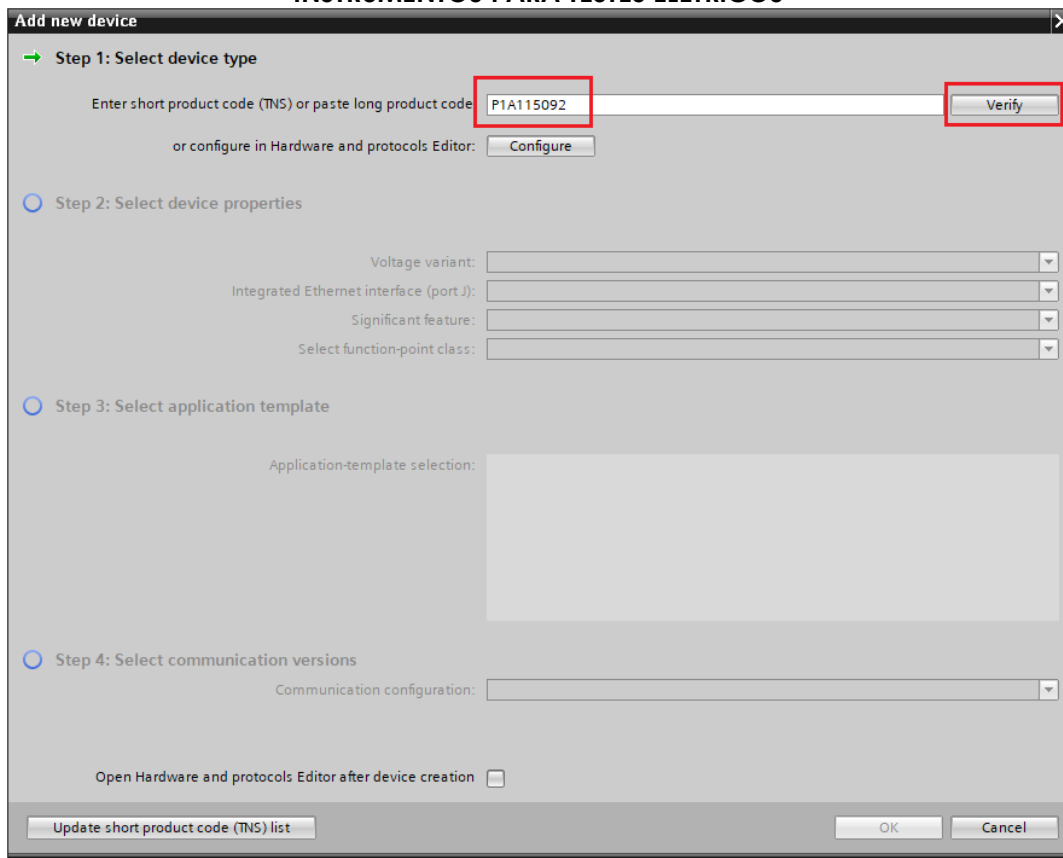 INSTRUMENTOS PARA TESTES ELÉTRICOS
Add new device
Step 1: Select device type
Enter short product code (TNS) or paste long product code
P1A115092
Verify
or configure in Hardware and protocols Editor:
Configure
Step 2: Select device properties
Voltage variant:
Integrated Ethernet interface (port J):
Significant feature:
Select function-point class:
Step 3: Select application template
Application-template selection:
Step 4: Select communication versions
Communication configuration:
Open Hardware and protocols Editor after device creation
Update short product code (TNS) list
OK
Cancel